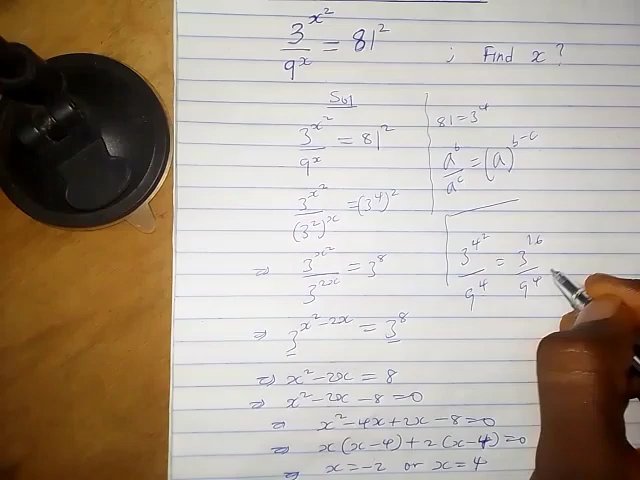 3^x² / 9^x = 81² ; Find x?
Sol
3^x² / 9^x = 81²
3^x² / (3²)^x = (3⁴)²
⇒ 3^x² / 3^2x = 3⁸
⇒ 3^x²-2x = 3⁸
⇒ x² - 2x = 8
⇒ x² - 2x - 8 = 0
= x² - 4x + 2x - 8 = 0
= x(x-4) + 2(x-4) = 0
⇒ x = -2 or x = 4
81 = 3⁴
a^b / a^c = (a)^b-c
3^4² / 9⁴ = 3^16 / 9⁴